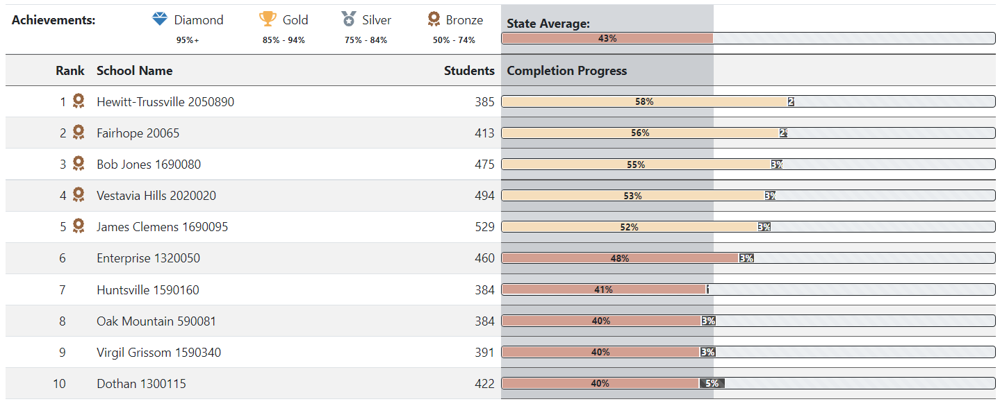 Achievements: Diamond Gold Silver Bronze State Average:
95%+ 85% - 94% 75% - 84% 50% - 74% 43%
Rank School Name Students Completion Progress
1 Hewitt-Trussville 2050890 385 58% 2
2 Fairhope 20065 413 56% 2%
3 Bob Jones 1690080 475 55% 3%
4 Vestavia Hills 2020020 494 53% 3%
5 James Clemens 1690095 529 52% 3%
6 Enterprise 1320050 460 48% 3%
7 Huntsville 1590160 384 41%
8 Oak Mountain 590081 384 40% 3%
9 Virgil Grissom 1590340 391 40% 3%
10 Dothan 1300115 422 40% 5%